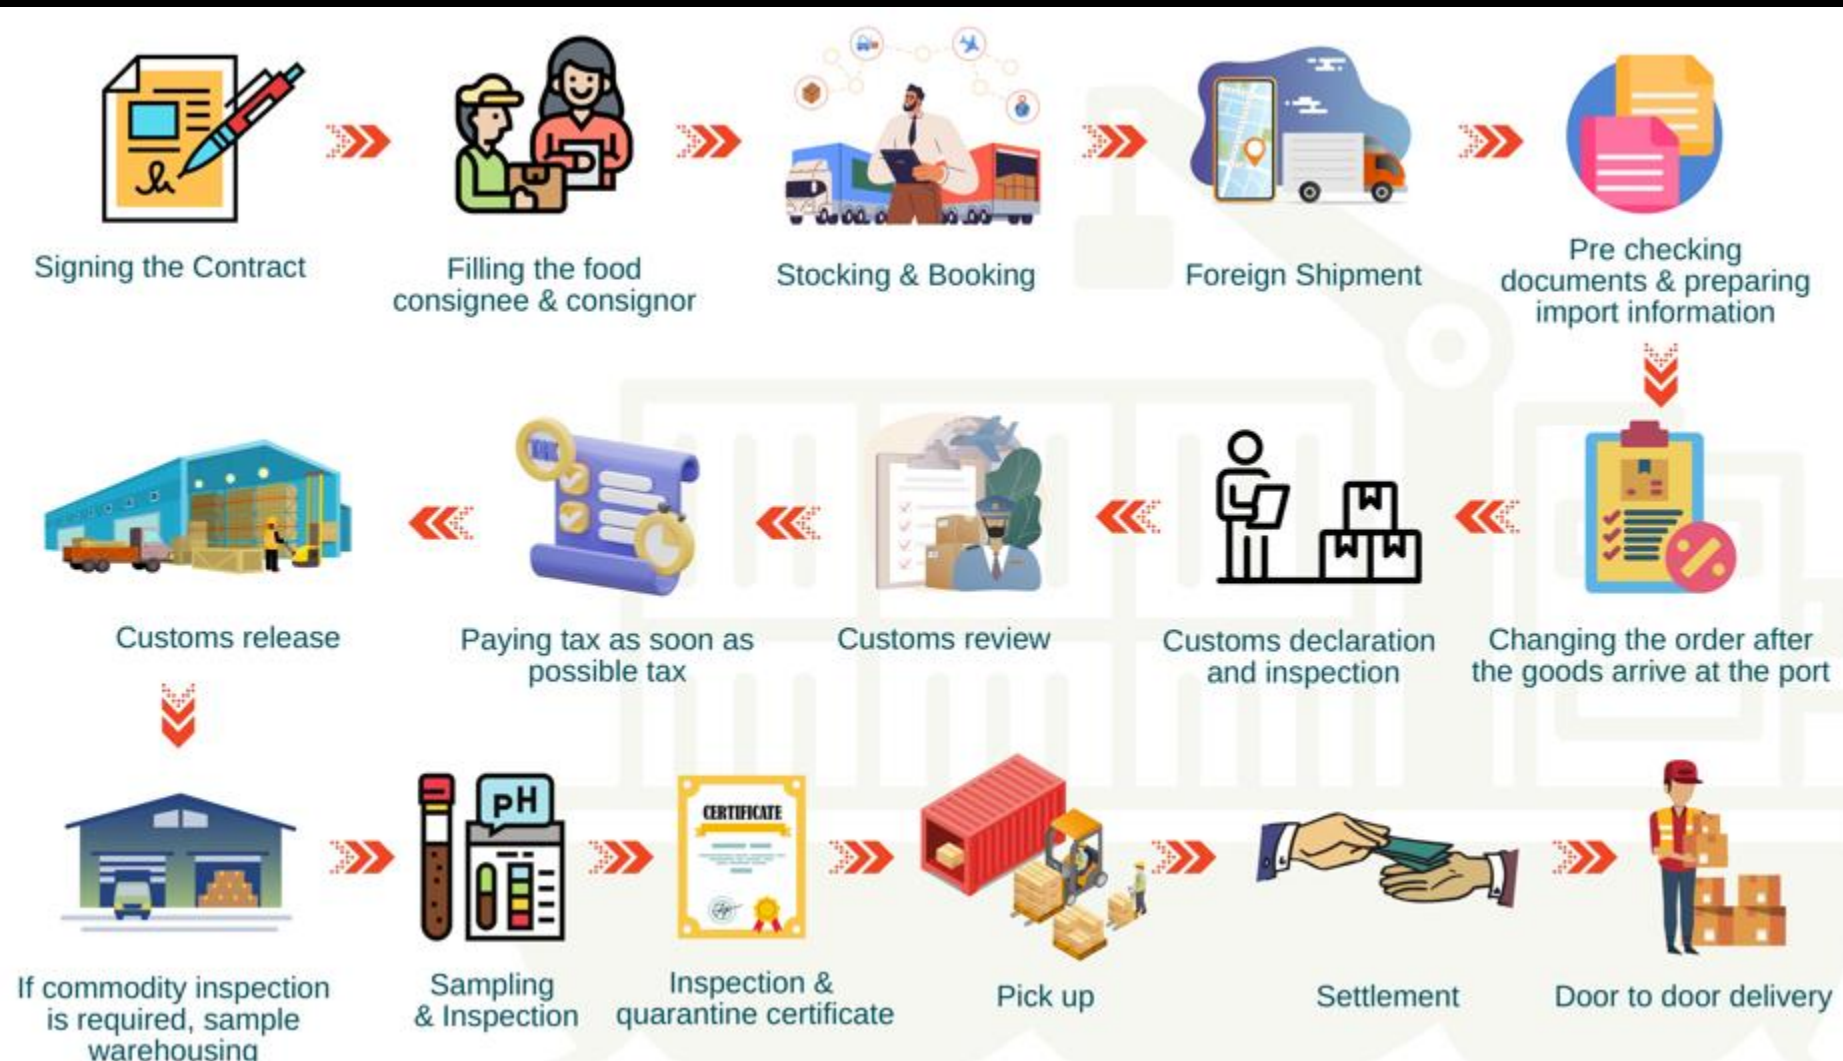 Signing the Contract
Filling the food
consignee & consignor
Stocking & Booking
Foreign Shipment
Pre checking
documents & preparing
import information
Customs release
Paying tax as soon as
possible tax
Customs review
Customs declaration
and inspection
Changing the order after
the goods arrive at the port
pH
CERTIFICATE
If commodity inspection
is required, sample
warehousing
Sampling
& Inspection
Inspection &
quarantine certificate
Pick up
Settlement
Door to door delivery